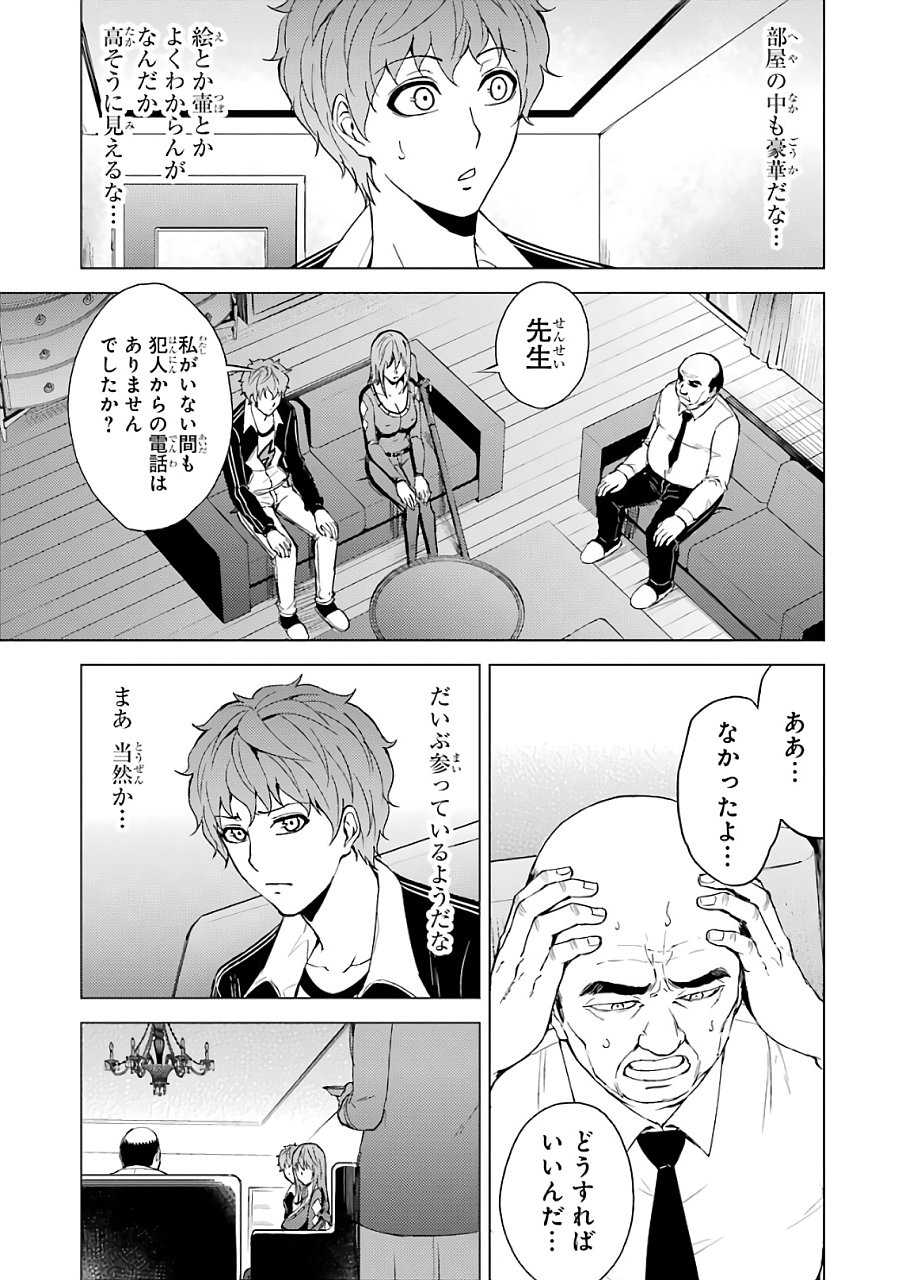 部屋の中も豪華だな…
絵とか壷とか
よくわからんが
なんだか
高そうに見えるな…
先生
私がいない間も
犯人からの電話は
ありません
でしたか？
ああ…
なかったよ…
どうすれば
いいんだ…
だいぶ参っているようだな
まあ 当然か…